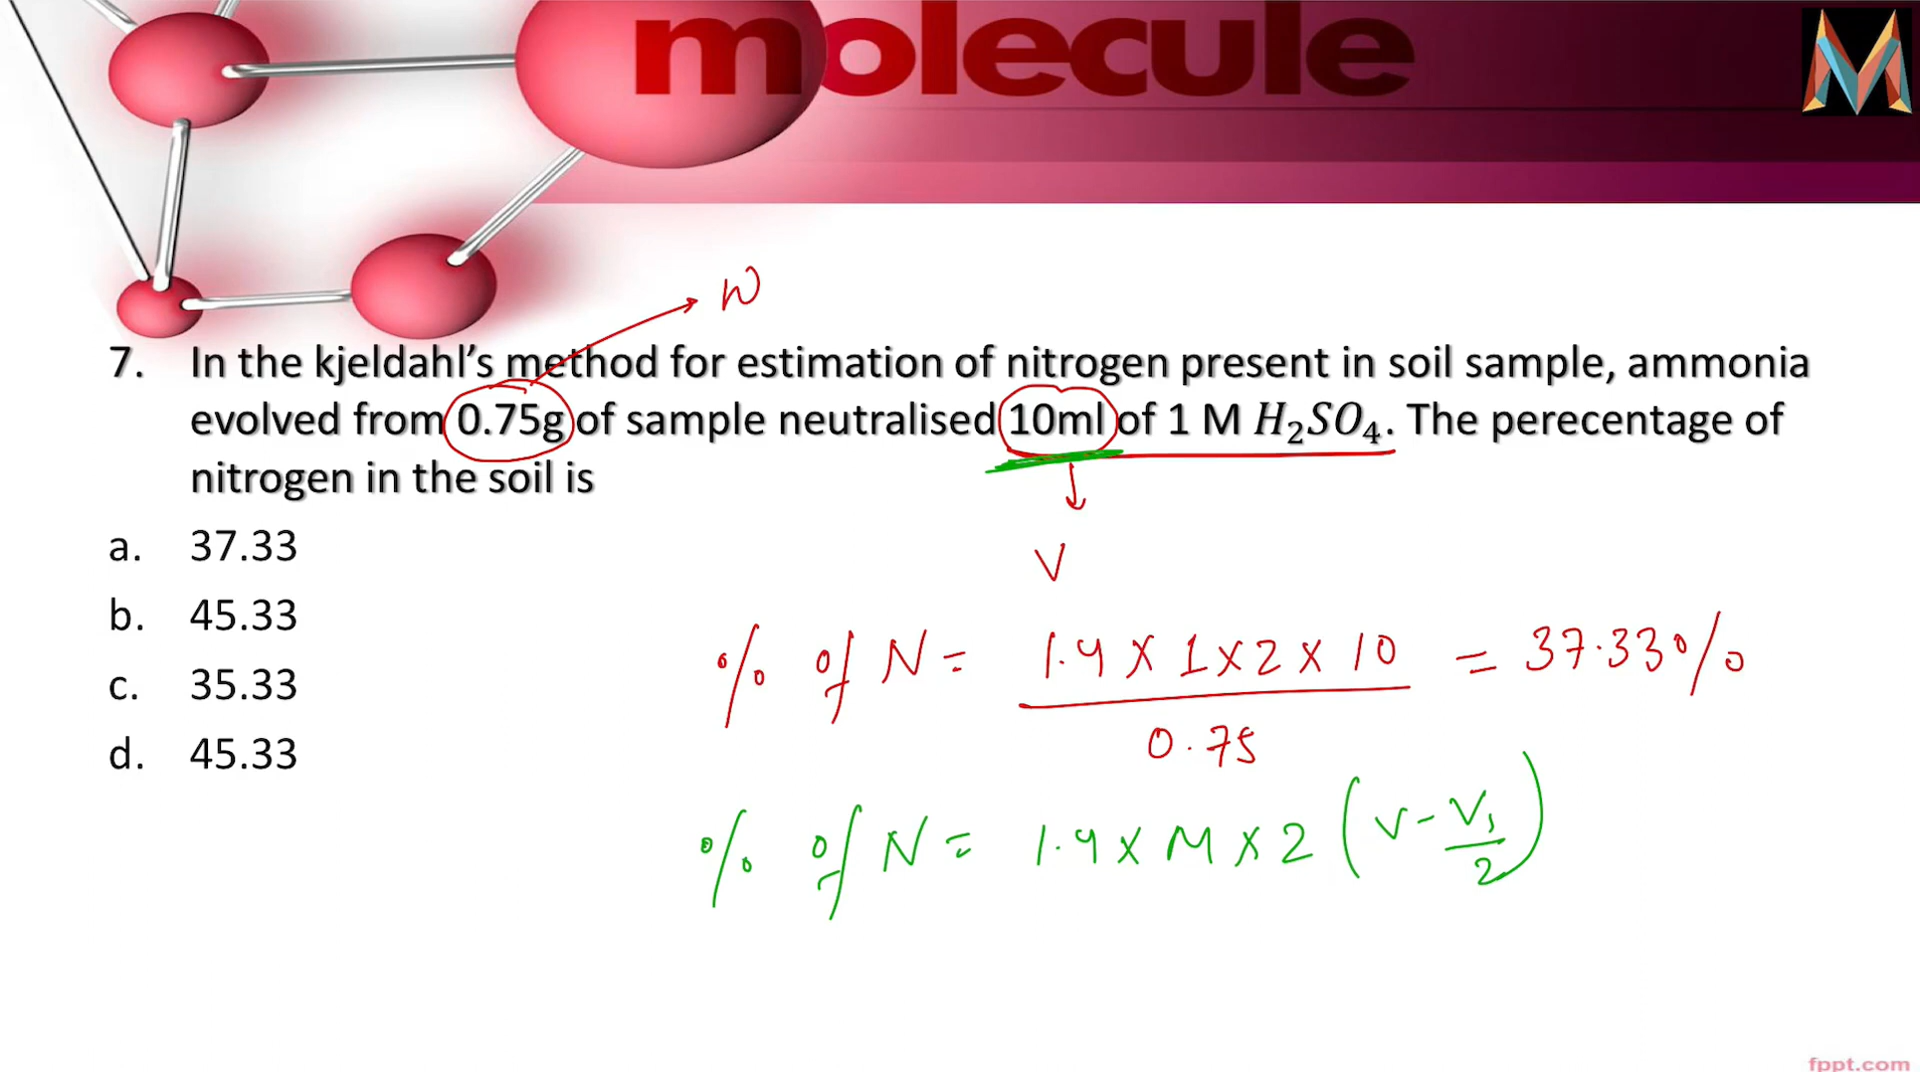 molecule
M
W
7. In the kjeldahl’s method for estimation of nitrogen present in soil sample, ammonia
evolved from 0.75g of sample neutralised 10ml of 1 M H₂SO₄. The perecentage of
nitrogen in the soil is
a. 37.33
b. 45.33
c. 35.33
d. 45.33
V
% of N = 1.4 × 1 × 2 × 10 / 0.75 = 37.33%
% of N = 1.4 × M × 2 (V - V₁/2)
fppt.com